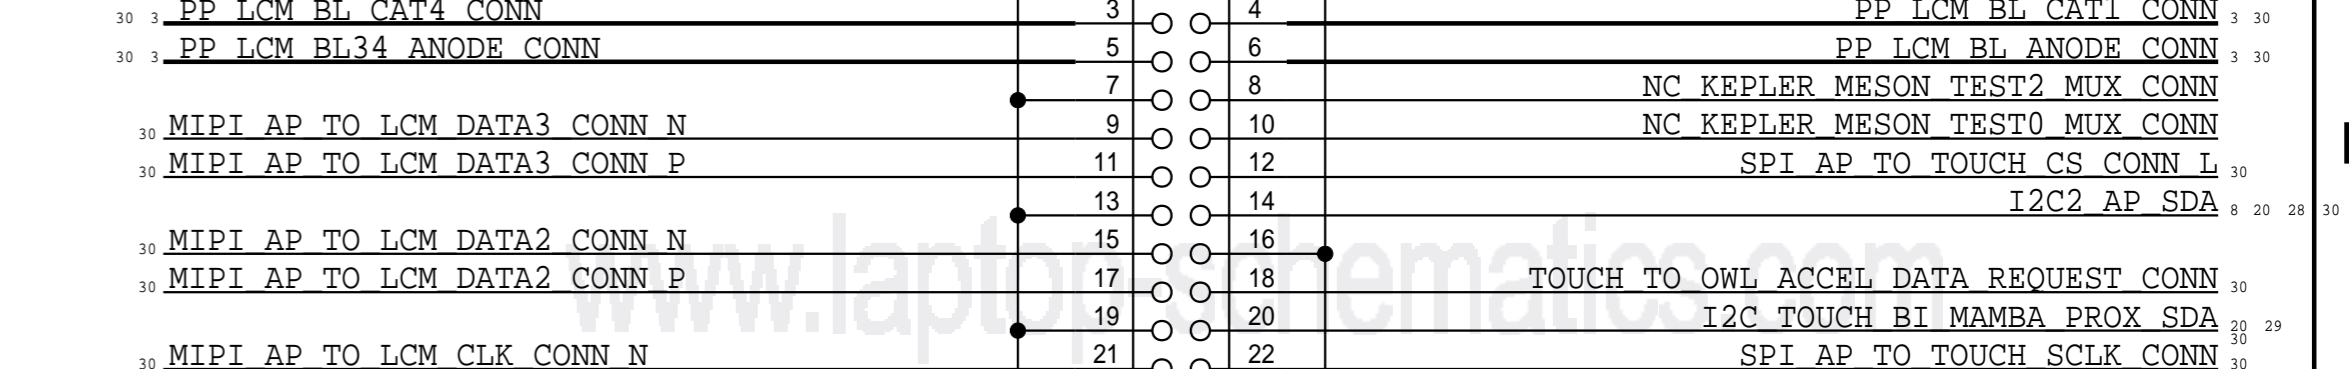 30 3 PP_LCM_BL_CAT4_CONN 3 4 PP_LCM_BL_CAT1_CONN 3 30
30 3 PP_LCM_BL34_ANODE_CONN 5 6 PP_LCM_BL_ANODE_CONN 3 30
7 8 NC_KEPLER_MESON_TEST2_MUX_CONN
30 MIPI_AP_TO_LCM_DATA3_CONN_N 9 10 NC_KEPLER_MESON_TEST0_MUX_CONN
30 MIPI_AP_TO_LCM_DATA3_CONN_P 11 12 SPI_AP_TO_TOUCH_CS_CONN_L 30
13 14 I2C2_AP_SDA 8 20 28 30
30 MIPI_AP_TO_LCM_DATA2_CONN_N 15 16
www.laptop-schematics.com
30 MIPI_AP_TO_LCM_DATA2_CONN_P 17 18 TOUCH_TO_OWL_ACCEL_DATA_REQUEST_CONN 30
19 20 I2C_TOUCH_BI_MAMBA_PROX_SDA 20 29
30
30 MIPI_AP_TO_LCM_CLK_CONN_N 21 22 SPI_AP_TO_TOUCH_SCLK_CONN 30